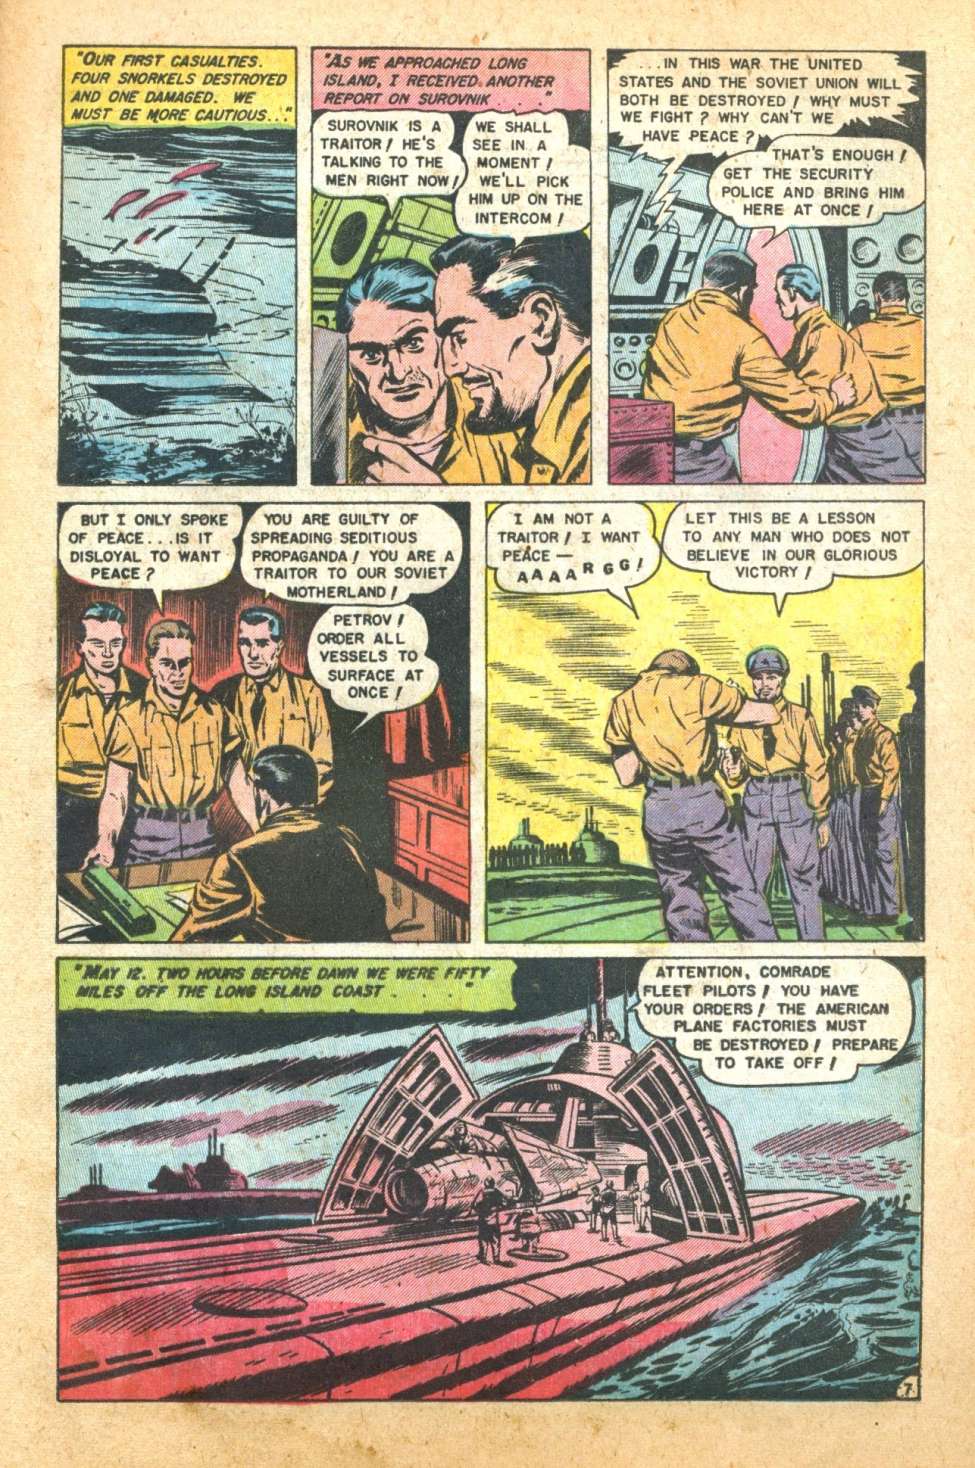 "OUR FIRST CASUALTIES.
FOUR SNORKELS DESTROYED
AND ONE DAMAGED. WE
MUST BE MORE CAUTIOUS..."
"AS WE APPROACHED LONG
ISLAND, I RECEIVED ANOTHER
REPORT ON SUROVNIK . . . ."
SUROVNIK IS A
TRAITOR! HE'S
TALKING TO THE
MEN RIGHT NOW!
WE SHALL
SEE IN A
MOMENT!
WE'LL PICK
HIM UP ON THE
INTERCOM!
...IN THIS WAR THE UNITED
STATES AND THE SOVIET UNION WILL
BOTH BE DESTROYED! WHY MUST
WE FIGHT? WHY CAN'T WE
HAVE PEACE?
THAT'S ENOUGH!
GET THE SECURITY
POLICE AND BRING HIM
HERE AT ONCE!
BUT I ONLY SPOKE
OF PEACE...IS IT
DISLOYAL TO WANT
PEACE?
YOU ARE GUILTY OF
SPREADING SEDITIOUS
PROPAGANDA! YOU ARE A
TRAITOR TO OUR SOVIET
MOTHERLAND!
PETROV!
ORDER ALL
VESSELS TO
SURFACE AT
ONCE!
I AM NOT A
TRAITOR! I WANT
PEACE—
AAAARGG!
LET THIS BE A LESSON
TO ANY MAN WHO DOES NOT
BELIEVE IN OUR GLORIOUS
VICTORY!
"MAY 12. TWO HOURS BEFORE DAWN WE WERE FIFTY
MILES OFF THE LONG ISLAND COAST . . . ."
ATTENTION, COMRADE
FLEET PILOTS! YOU HAVE
YOUR ORDERS! THE AMERICAN
PLANE FACTORIES MUST
BE DESTROYED! PREPARE
TO TAKE OFF!
7